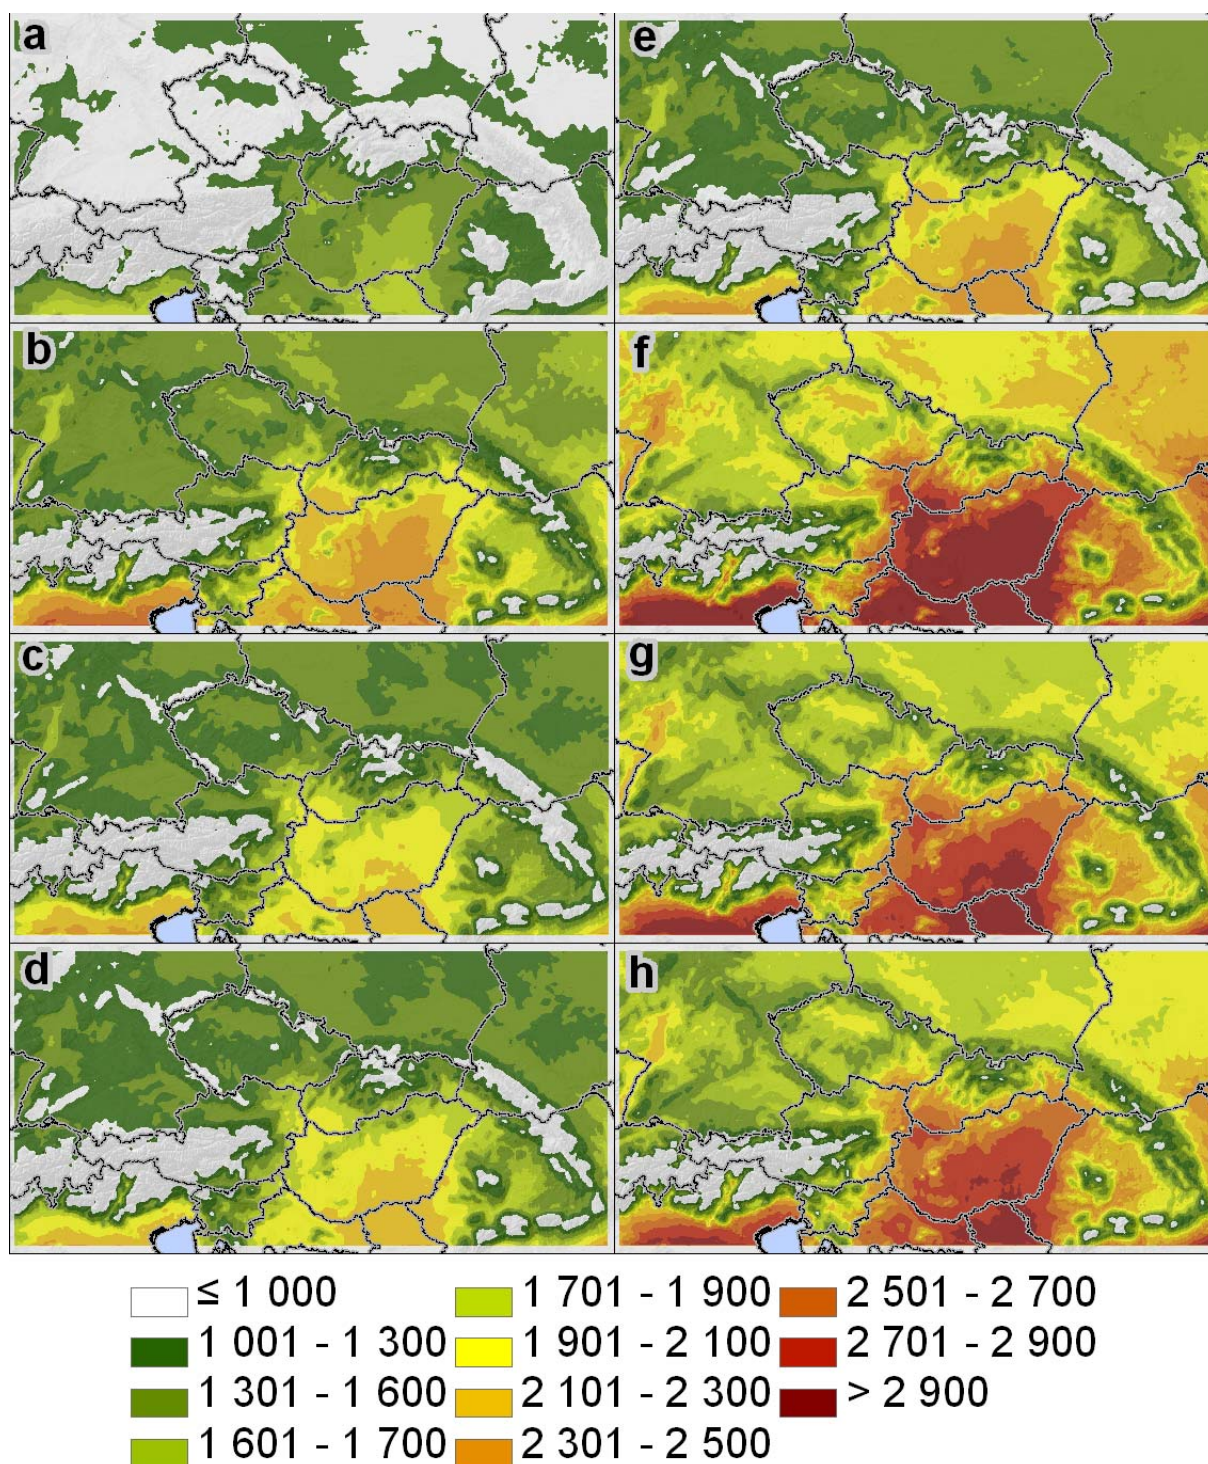 a
e
b
f
c
g
d
h
≤ 1 000
1 701 - 1 900
2 501 - 2 700
1 001 - 1 300
1 901 - 2 100
2 701 - 2 900
1 301 - 1 600
2 101 - 2 300
> 2 900
1 601 - 1 700
2 301 - 2 500